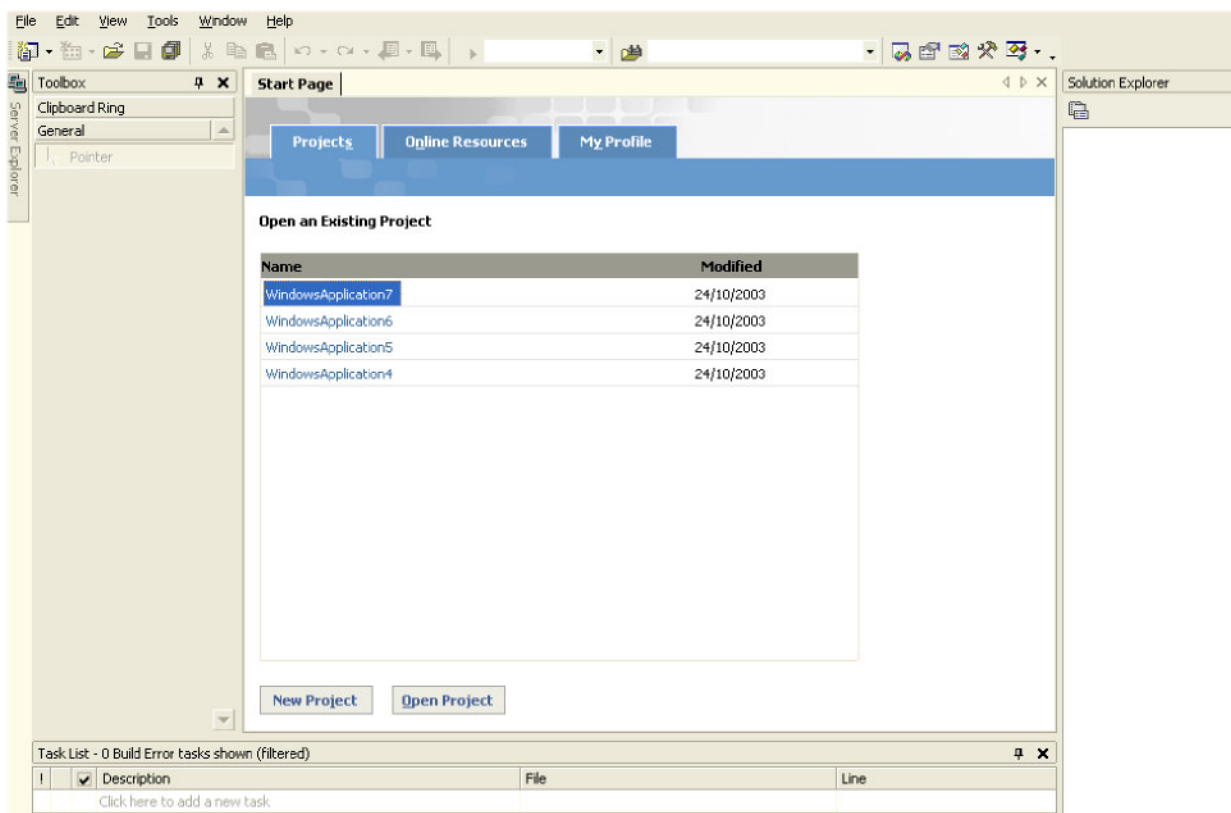 File Edit View Tools Window Help
Server Explorer
Toolbox
Clipboard Ring
General
Pointer
Start Page
Projects Online Resources My Profile
Open an Existing Project
Name Modified
WindowsApplication7 24/10/2003
WindowsApplication6 24/10/2003
WindowsApplication5 24/10/2003
WindowsApplication4 24/10/2003
New Project Open Project
Solution Explorer
Task List - 0 Build Error tasks shown (filtered)
! Description File Line
Click here to add a new task